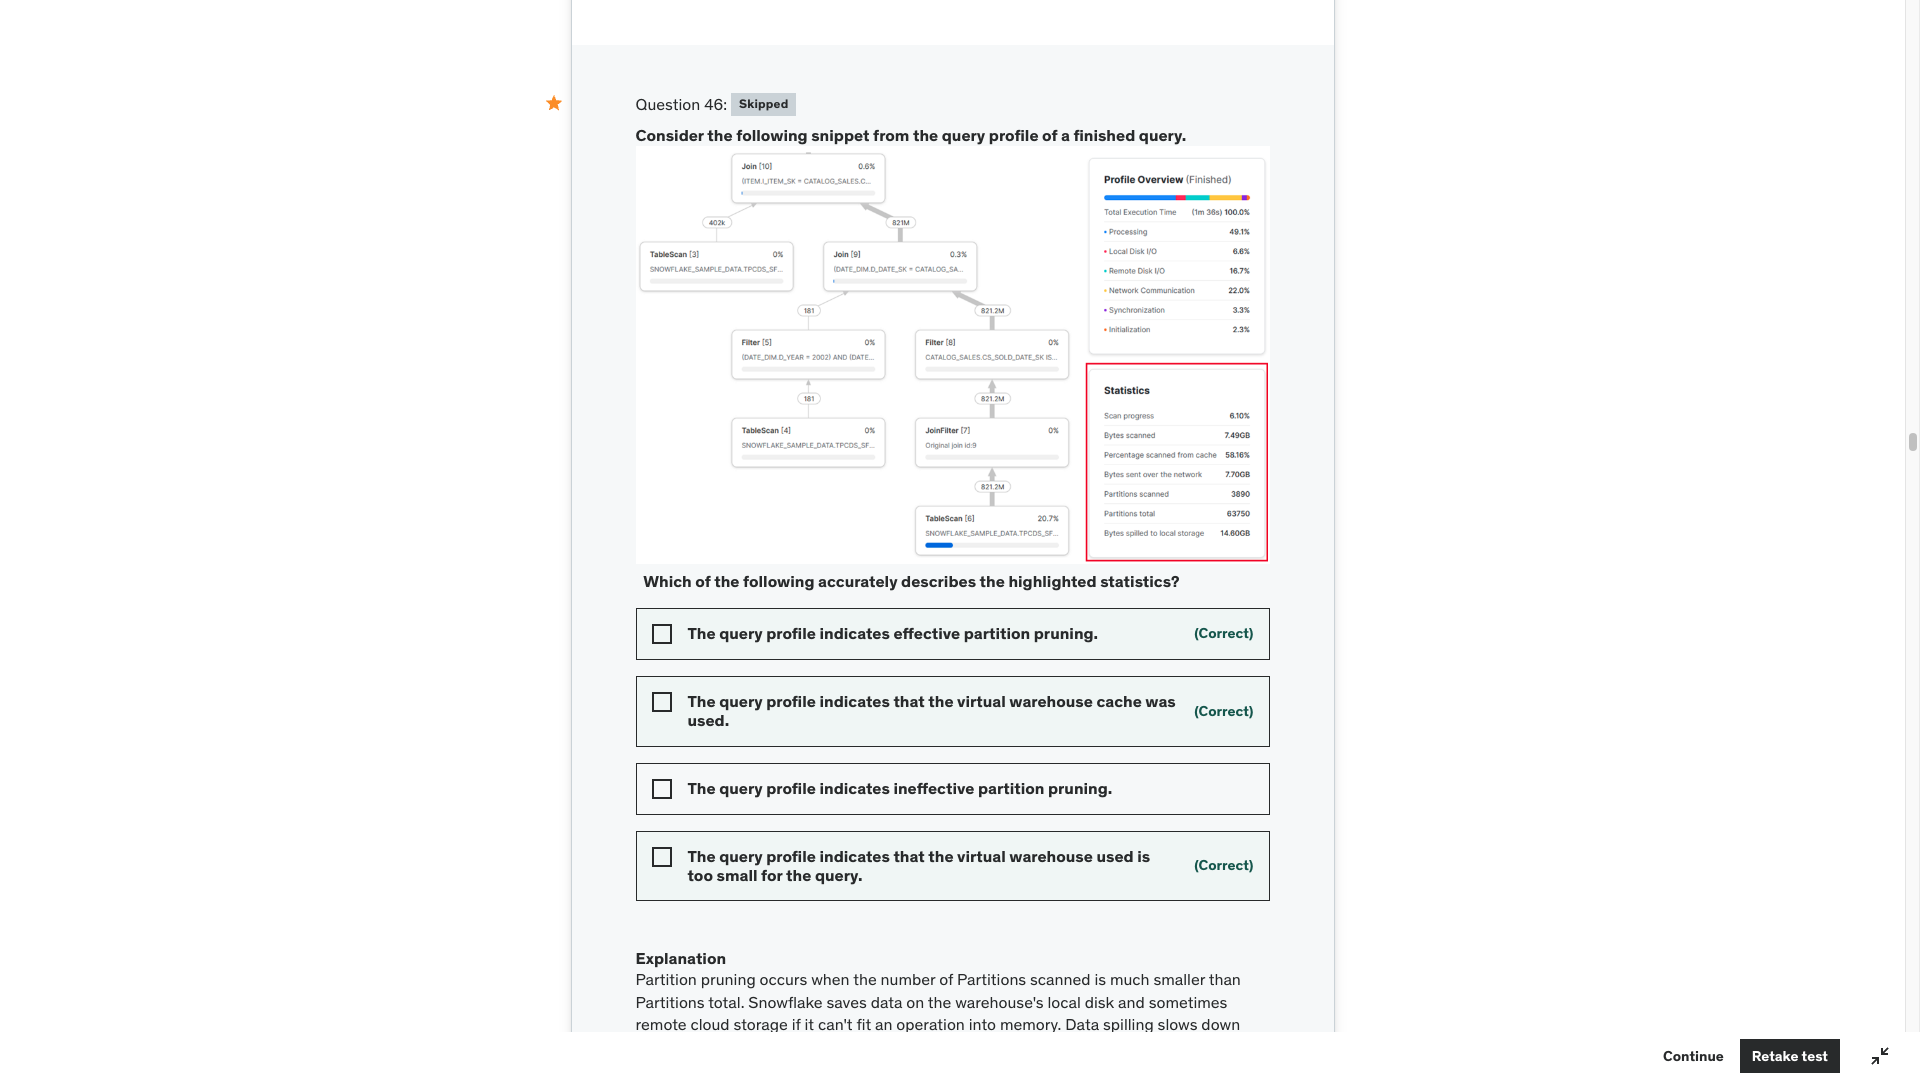 Question 46: Skipped
Consider the following snippet from the query profile of a finished query.
Join [10] 0.6%
(ITEM.I_ITEM_SK = CATALOG_SALES.C...
402k
821M
TableScan [3] 0%
SNOWFLAKE_SAMPLE_DATA.TPCDS_SF...
Join [9] 0.3%
(DATE_DIM.D_DATE_SK = CATALOG_SA...
181
821.2M
Filter [5] 0%
(DATE_DIM.D_YEAR = 2002) AND (DATE...
Filter [8] 0%
CATALOG_SALES.CS_SOLD_DATE_SK IS...
181
821.2M
TableScan [4] 0%
SNOWFLAKE_SAMPLE_DATA.TPCDS_SF...
JoinFilter [7] 0%
Original join id:9
821.2M
TableScan [6] 20.7%
SNOWFLAKE_SAMPLE_DATA.TPCDS_SF...
Profile Overview (Finished)
Total Execution Time (1m 36s) 100.0%
Processing 49.1%
Local Disk I/O 6.6%
Remote Disk I/O 16.7%
Network Communication 22.0%
Synchronization 3.3%
Initialization 2.3%
Statistics
Scan progress 6.10%
Bytes scanned 7.49GB
Percentage scanned from cache 58.16%
Bytes sent over the network 7.70GB
Partitions scanned 3890
Partitions total 63750
Bytes spilled to local storage 14.60GB
Which of the following accurately describes the highlighted statistics?
The query profile indicates effective partition pruning. (Correct)
The query profile indicates that the virtual warehouse cache was
used. (Correct)
The query profile indicates ineffective partition pruning.
The query profile indicates that the virtual warehouse used is
too small for the query. (Correct)
Explanation
Partition pruning occurs when the number of Partitions scanned is much smaller than
Partitions total. Snowflake saves data on the warehouse's local disk and sometimes
remote cloud storage if it can't fit an operation into memory. Data spilling slows down
Continue
Retake test